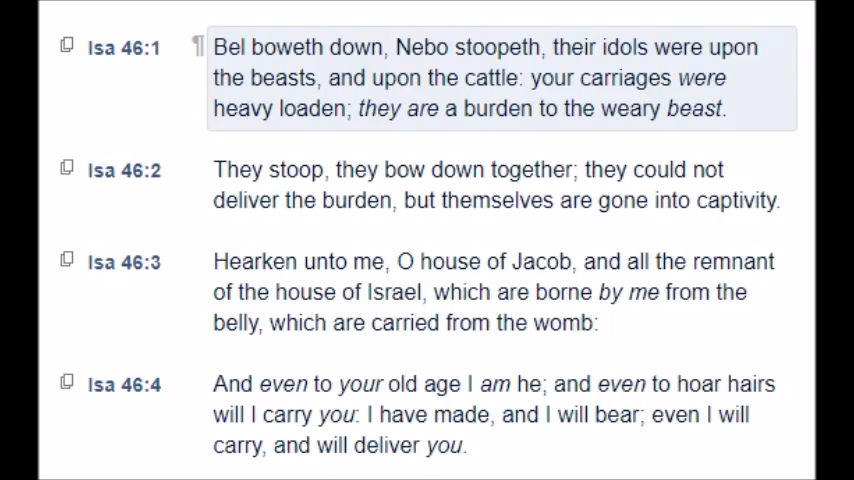 Isa 46:1 ¶ Bel boweth down, Nebo stoopeth, their idols were upon
the beasts, and upon the cattle: your carriages were
heavy loaden; they are a burden to the weary beast.
Isa 46:2 They stoop, they bow down together; they could not
deliver the burden, but themselves are gone into captivity.
Isa 46:3 Hearken unto me, O house of Jacob, and all the remnant
of the house of Israel, which are borne by me from the
belly, which are carried from the womb:
Isa 46:4 And even to your old age I am he; and even to hoar hairs
will I carry you: I have made, and I will bear; even I will
carry, and will deliver you.